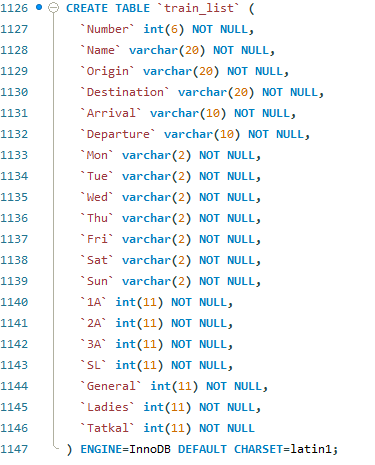 1126 CREATE TABLE `train_list` (
1127 `Number` int(6) NOT NULL,
1128 `Name` varchar(20) NOT NULL,
1129 `Origin` varchar(20) NOT NULL,
1130 `Destination` varchar(20) NOT NULL,
1131 `Arrival` varchar(10) NOT NULL,
1132 `Departure` varchar(10) NOT NULL,
1133 `Mon` varchar(2) NOT NULL,
1134 `Tue` varchar(2) NOT NULL,
1135 `Wed` varchar(2) NOT NULL,
1136 `Thu` varchar(2) NOT NULL,
1137 `Fri` varchar(2) NOT NULL,
1138 `Sat` varchar(2) NOT NULL,
1139 `Sun` varchar(2) NOT NULL,
1140 `1A` int(11) NOT NULL,
1141 `2A` int(11) NOT NULL,
1142 `3A` int(11) NOT NULL,
1143 `SL` int(11) NOT NULL,
1144 `General` int(11) NOT NULL,
1145 `Ladies` int(11) NOT NULL,
1146 `Tatkal` int(11) NOT NULL
1147 ) ENGINE=InnoDB DEFAULT CHARSET=latin1;